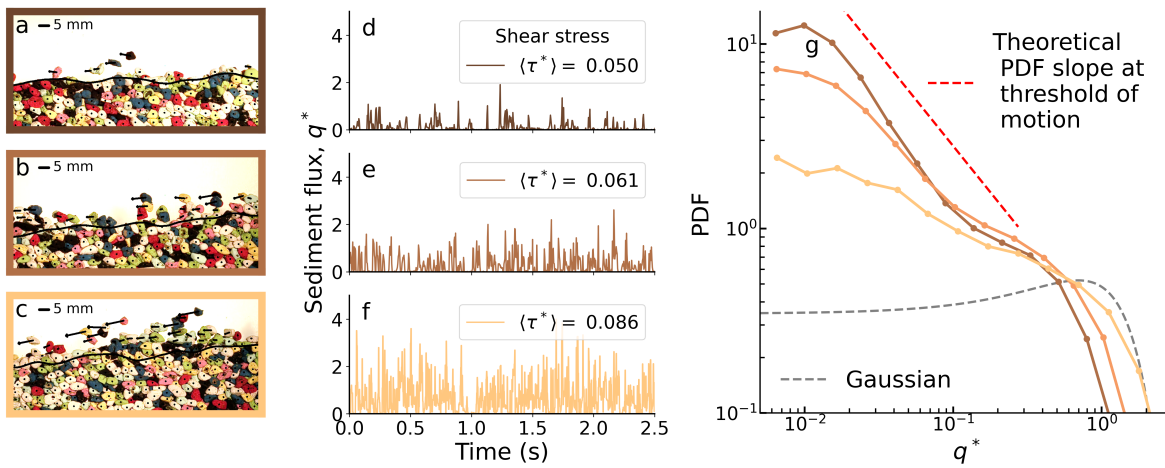 a
5 mm
b
5 mm
c
5 mm
Sediment flux, q*
d
Shear stress
⟨τ*⟩ = 0.050
4
2
0
e
⟨τ*⟩ = 0.061
4
2
0
f
⟨τ*⟩ = 0.086
4
2
0
0.0 0.5 1.0 1.5 2.0 2.5
Time (s)
PDF
10¹
10⁰
10⁻¹
g
Theoretical
PDF slope at
threshold of
motion
Gaussian
10⁻² 10⁻¹ 10⁰
q*